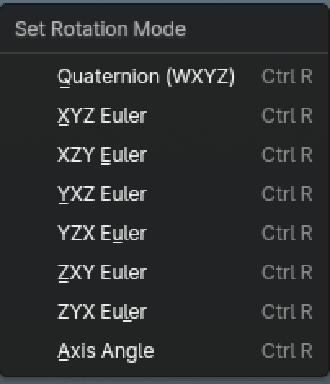 Set Rotation Mode
Quaternion (WXYZ) Ctrl R
XYZ Euler Ctrl R
XZY Euler Ctrl R
YXZ Euler Ctrl R
YZX Euler Ctrl R
ZXY Euler Ctrl R
ZYX Euler Ctrl R
Axis Angle Ctrl R